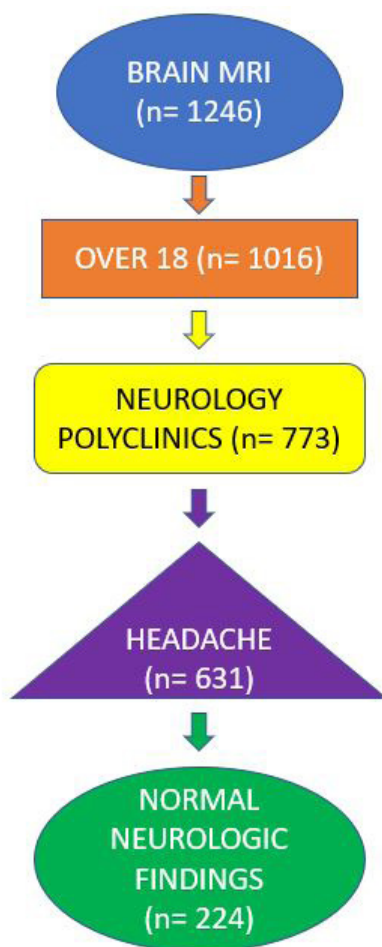 BRAIN MRI
(n= 1246)
OVER 18 (n= 1016)
NEUROLOGY
POLYCLINICS (n= 773)
HEADACHE
(n= 631)
NORMAL
NEUROLOGIC
FINDINGS
(n= 224)